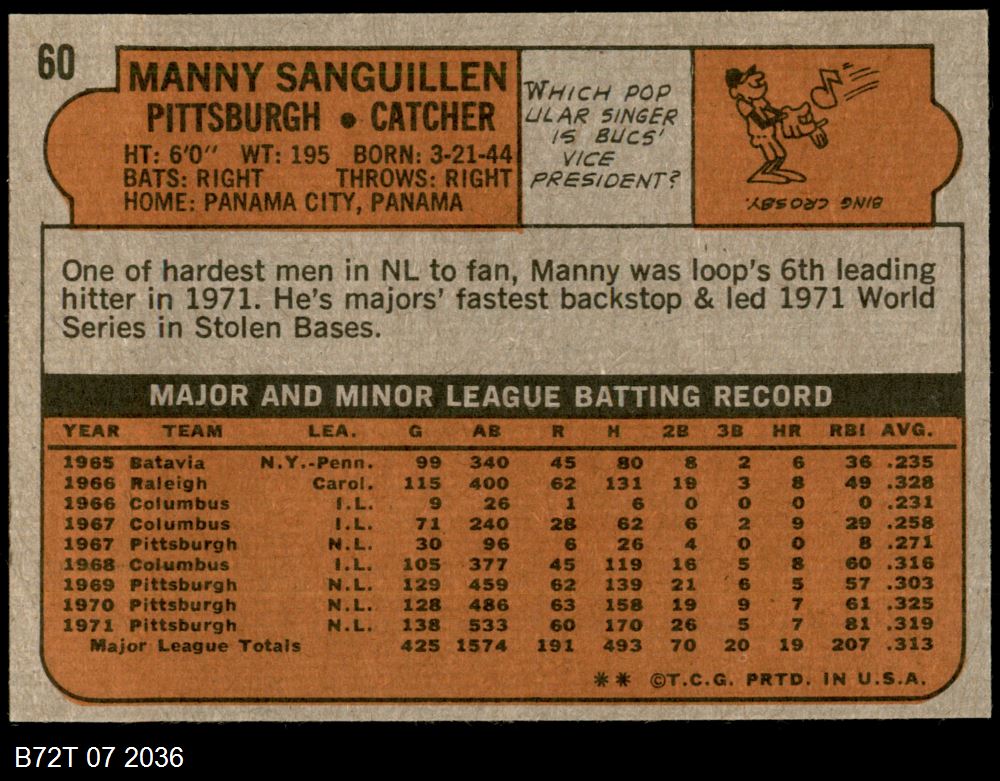 60
MANNY SANGUILLEN
PITTSBURGH • CATCHER
HT: 6'0" WT: 195 BORN: 3-21-44
BATS: RIGHT THROWS: RIGHT
HOME: PANAMA CITY, PANAMA
WHICH POP
ULAR SINGER
IS BUCS'
VICE
PRESIDENT?
BING CROSBY.
One of hardest men in NL to fan, Manny was loop's 6th leading
hitter in 1971. He's majors' fastest backstop & led 1971 World
Series in Stolen Bases.
MAJOR AND MINOR LEAGUE BATTING RECORD
YEAR TEAM LEA. G AB R H 2B 3B HR RBI AVG.
1965 Batavia N.Y.-Penn. 99 340 45 80 8 2 6 36 .235
1966 Raleigh Carol. 115 400 62 131 19 3 8 49 .328
1966 Columbus I.L. 9 26 1 6 0 0 0 0 .231
1967 Columbus I.L. 71 240 28 62 6 2 9 29 .258
1967 Pittsburgh N.L. 30 96 6 26 4 0 0 8 .271
1968 Columbus I.L. 105 377 45 119 16 5 8 60 .316
1969 Pittsburgh N.L. 129 459 62 139 21 6 5 57 .303
1970 Pittsburgh N.L. 128 486 63 158 19 9 7 61 .325
1971 Pittsburgh N.L. 138 533 60 170 26 5 7 81 .319
Major League Totals 425 1574 191 493 70 20 19 207 .313
** ©T.C.G. PRTD. IN U.S.A.
B72T 07 2036